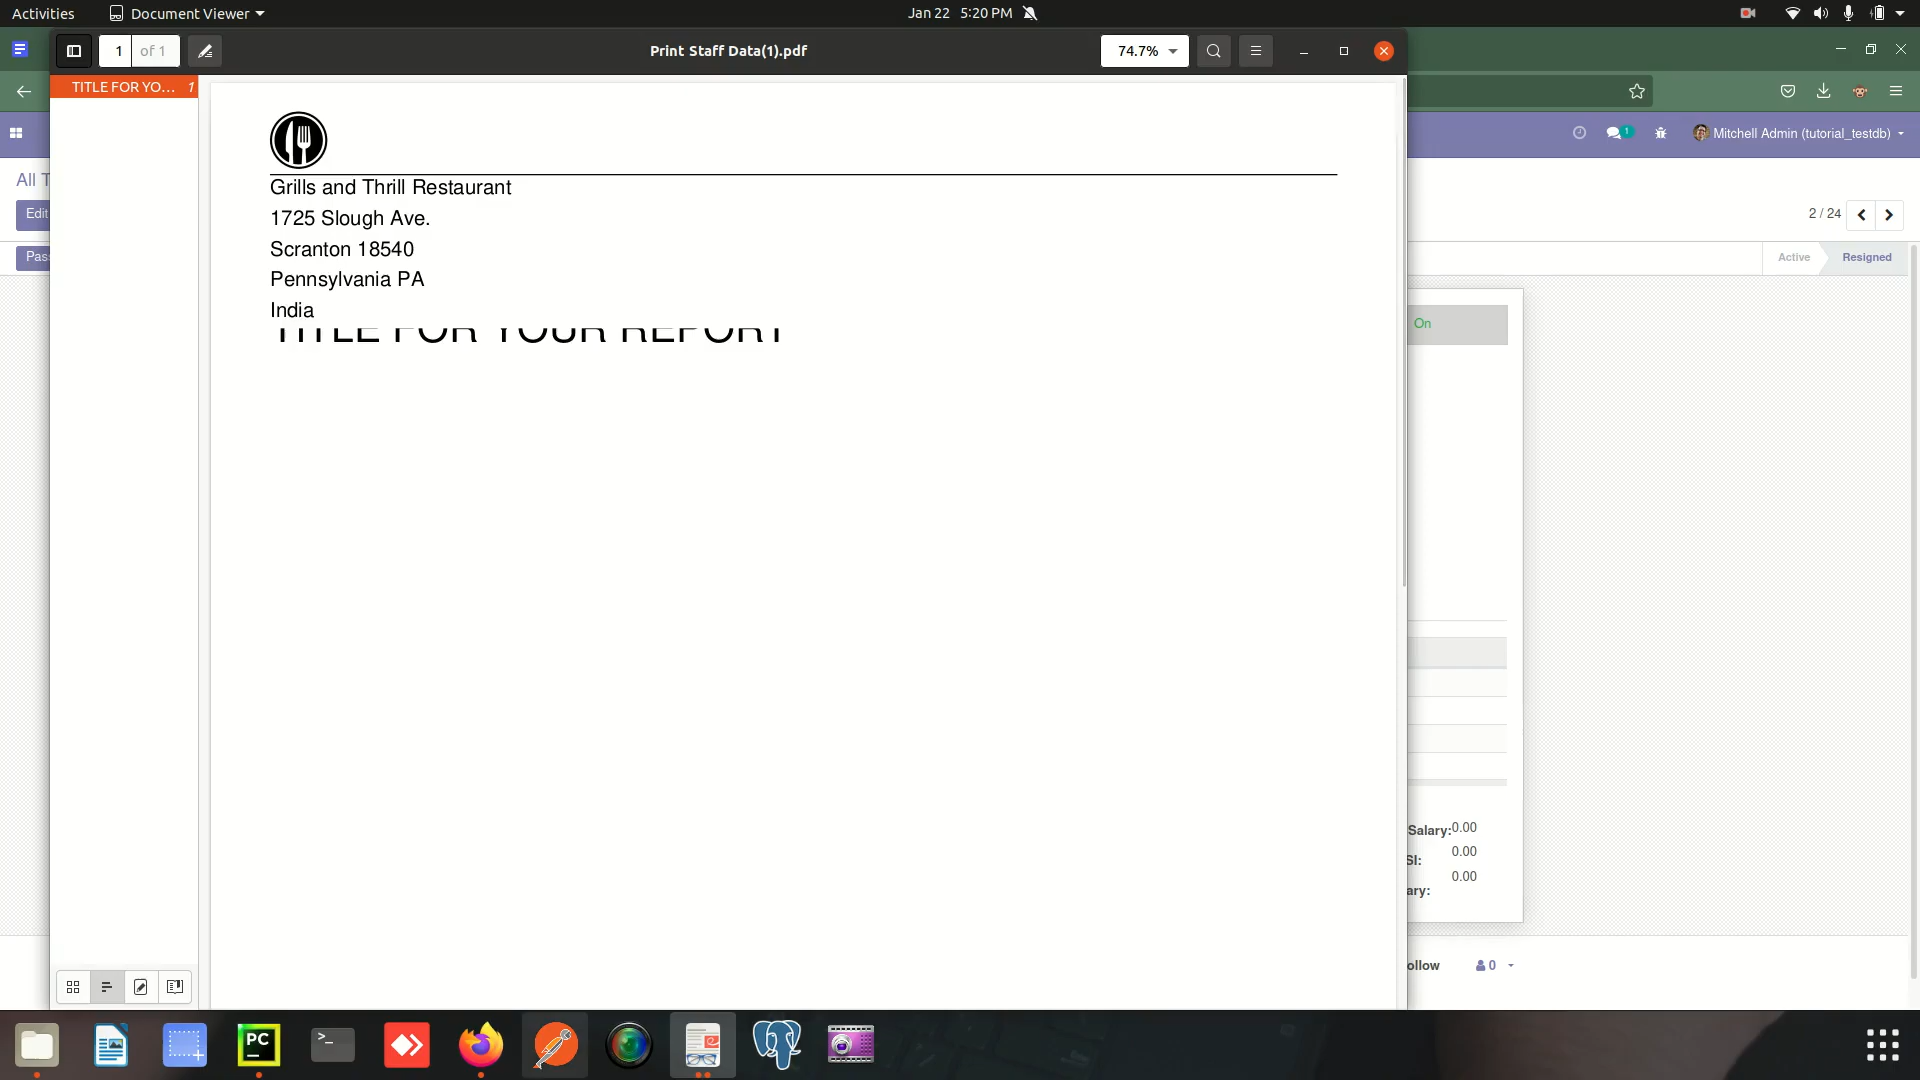 Activities
Document Viewer
Jan 22 5:20 PM
1 of 1
Print Staff Data(1).pdf
74.7%
TITLE FOR YO... 1
Grills and Thrill Restaurant
1725 Slough Ave.
Scranton 18540
Pennsylvania PA
India
TITLE FOR YOUR REPORT
1
Mitchell Admin (tutorial_testdb)
All T
Edit
2 / 24
Pas
Active
Resigned
On
Salary: 0.00
SI: 0.00
ary: 0.00
ollow
0
PC
>_